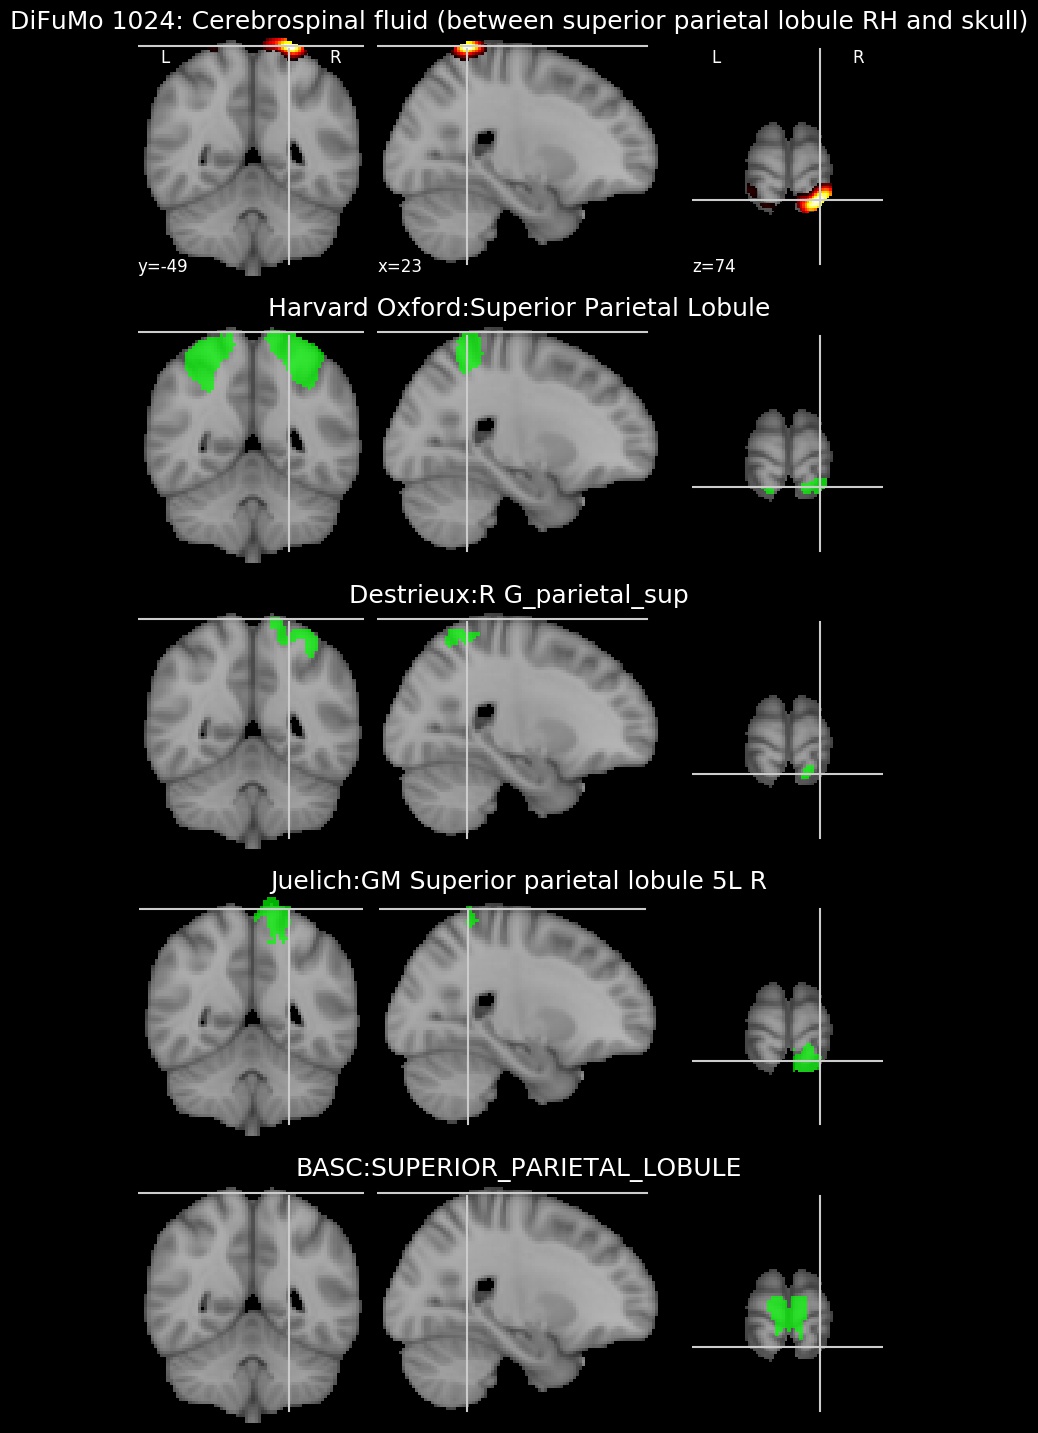 DiFuMo 1024: Cerebrospinal fluid (between superior parietal lobule RH and skull)
L R L R
y=-49 x=23 z=74
Harvard Oxford:Superior Parietal Lobule
Destrieux:R G_parietal_sup
Juelich:GM Superior parietal lobule 5L R
BASC:SUPERIOR_PARIETAL_LOBULE